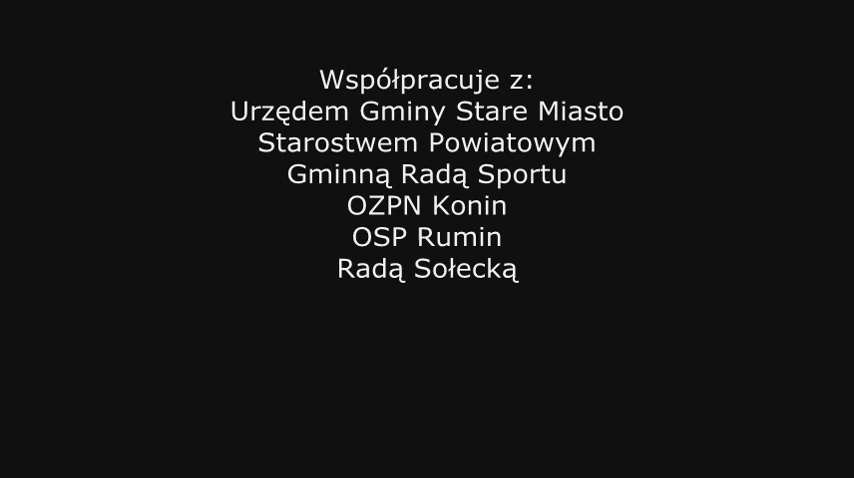 Współpracuje z:
Urzędem Gminy Stare Miasto
Starostwem Powiatowym
Gminną Radą Sportu
OZPN Konin
OSP Rumin
Radą Sołecką